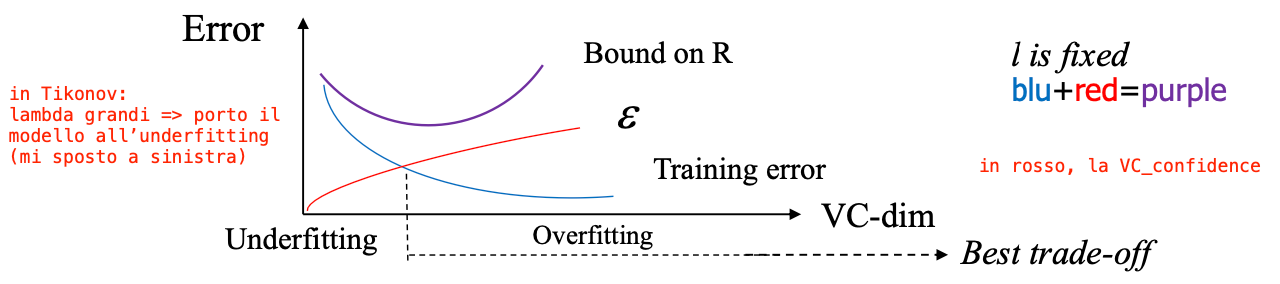 Error
Bound on R
l is fixed
blu+red=purple
in Tikonov:
lambda grandi => porto il
modello all’underfitting
(mi sposto a sinistra)
ε
Training error
in rosso, la VC_confidence
VC-dim
Underfitting
Overfitting
Best trade-off